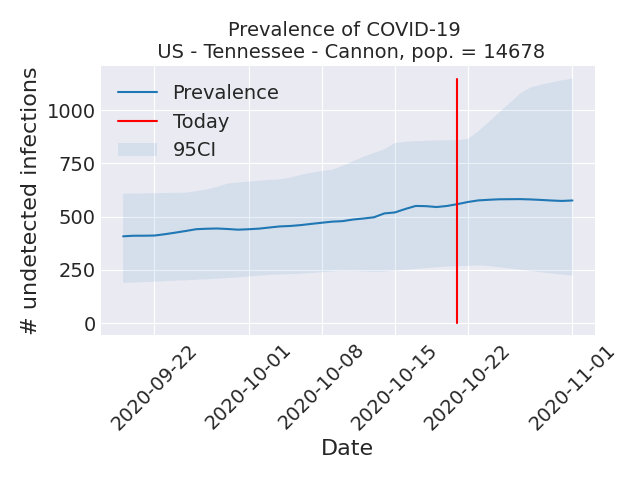 Prevalence of COVID-19
US - Tennessee - Cannon, pop. = 14678
Prevalence
Today
95CI
# undetected infections
1000
750
500
250
0
2020-09-22
2020-10-01
2020-10-08
2020-10-15
2020-10-22
2020-11-01
Date